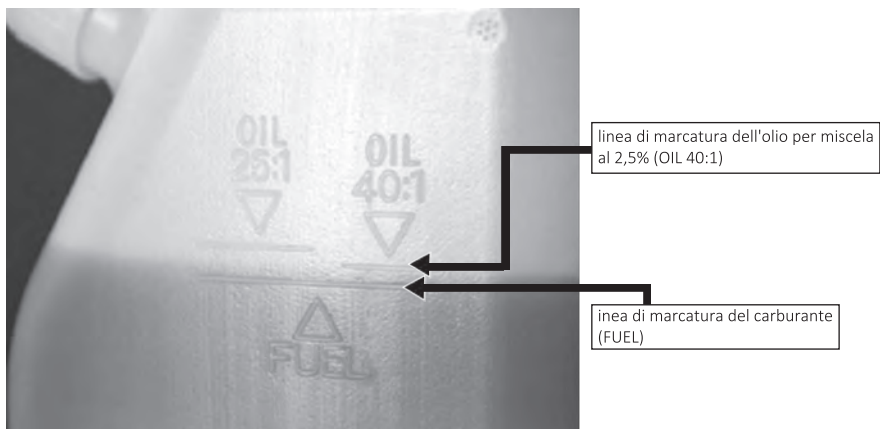 OIL
25:1
OIL
40:1
FUEL
linea di marcatura dell'olio per miscela
al 2,5% (OIL 40:1)
inea di marcatura del carburante
(FUEL)